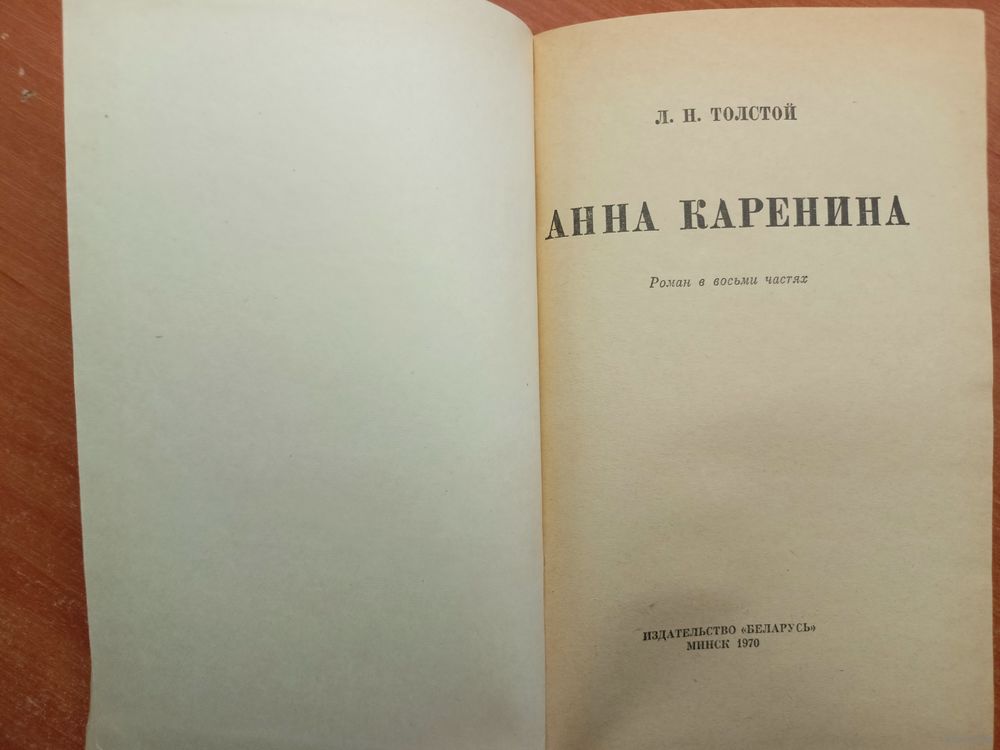 Л. Н. ТОЛСТОЙ
АННА КАРЕНИНА
Роман в восьми частях
ИЗДАТЕЛЬСТВО «БЕЛАРУСЬ»
МИНСК 1970